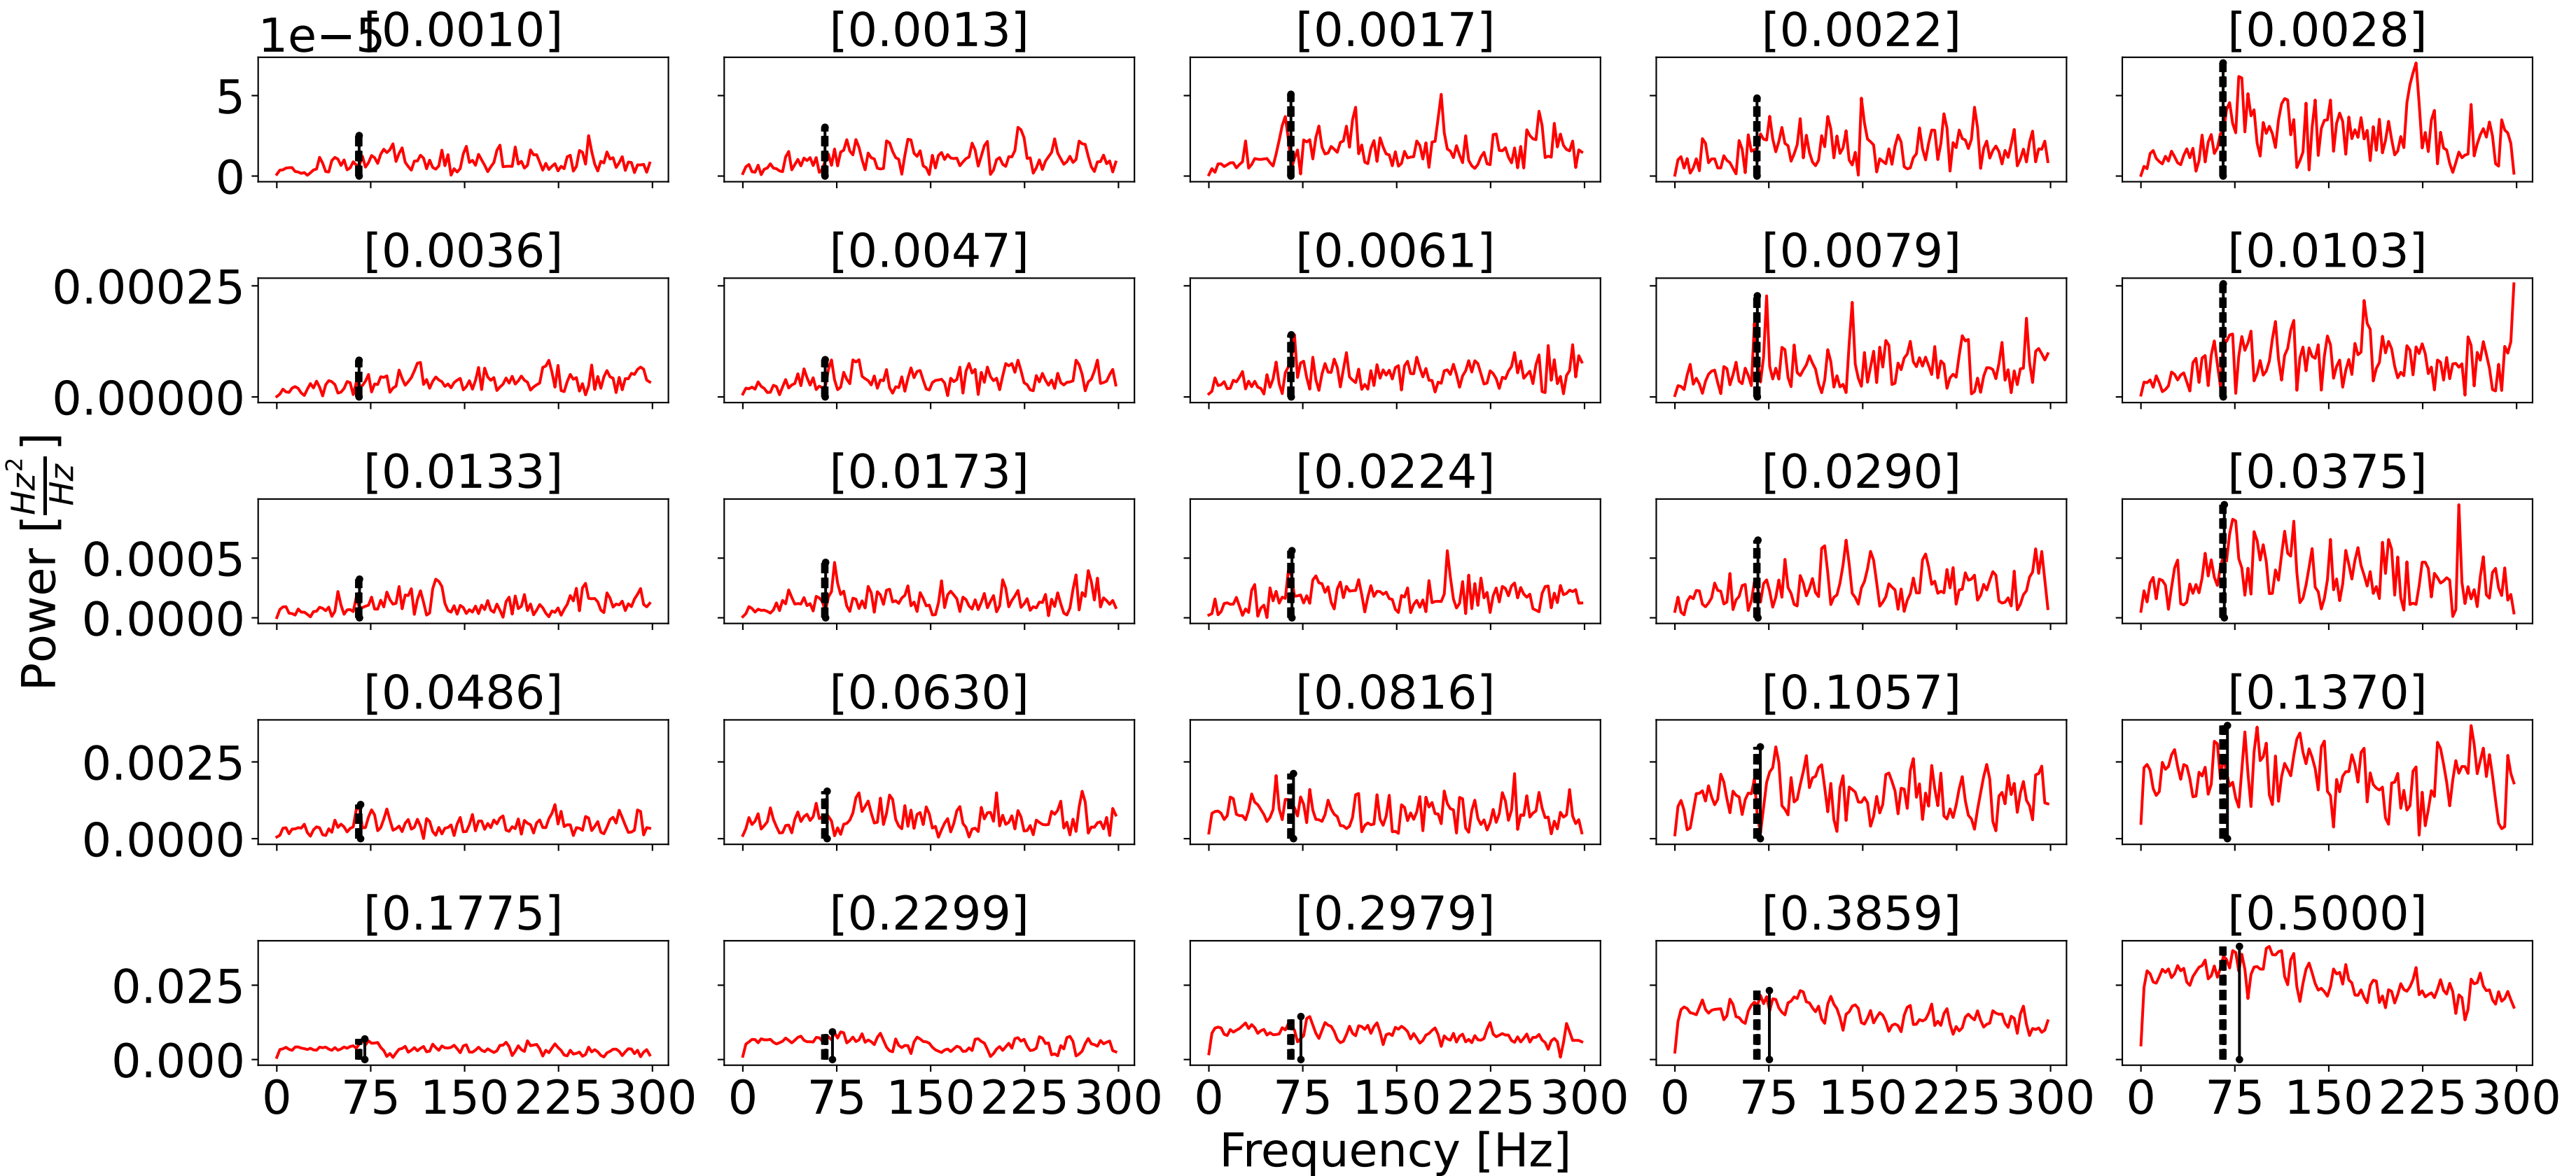 1e−5
[0.0010] [0.0013] [0.0017] [0.0022] [0.0028]
5
0
[0.0036] [0.0047] [0.0061] [0.0079] [0.0103]
0.00025
0.00000
[0.0133] [0.0173] [0.0224] [0.0290] [0.0375]
0.0005
0.0000
[0.0486] [0.0630] [0.0816] [0.1057] [0.1370]
0.0025
0.0000
[0.1775] [0.2299] [0.2979] [0.3859] [0.5000]
0.025
0.000
0 75 150 225 300 0 75 150 225 300 0 75 150 225 300 0 75 150 225 300 0 75 150 225 300
Frequency [Hz]
Power [Hz²/Hz]